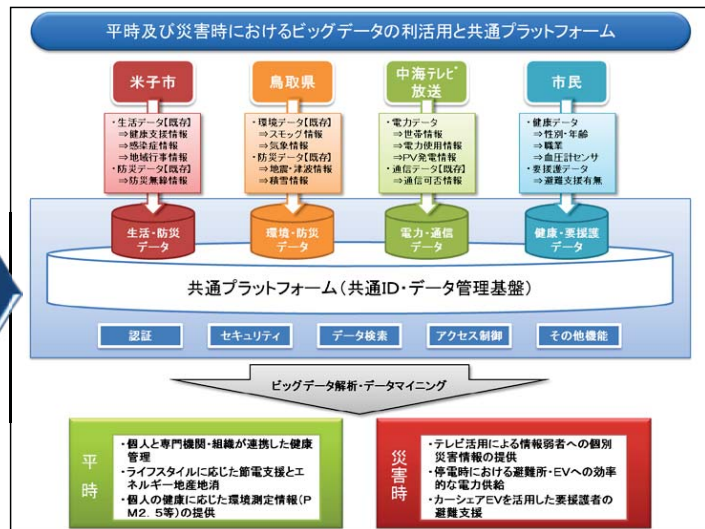 平時及び災害時におけるビッグデータの利活用と共通プラットフォーム
米子市
・生活データ【既存】
⇒健康支援情報
⇒感染症情報
⇒地域行事情報
・防災データ【既存】
⇒防災無線情報
鳥取県
・環境データ【既存】
⇒スモッグ情報
⇒気象情報
・防災データ【既存】
⇒地震・津波情報
⇒積雪情報
中海テレビ
放送
・電力データ
⇒世帯情報
⇒電力使用情報
⇒PV発電情報
・通信データ【既存】
⇒通信可否情報
市民
・健康データ
⇒性別・年齢
⇒職業
⇒血圧計センサ
・要援護データ
⇒避難支援有無
生活・防災
データ
環境・防災
データ
電力・通信
データ
健康・要援護
データ
共通プラットフォーム(共通ID・データ管理基盤)
認証
セキュリティ
データ検索
アクセス制御
その他機能
ビッグデータ解析・データマイニング
平時
・個人と専門機関・組織が連携した健康
管理
・ライフスタイルに応じた節電支援とエ
ネルギー地産地消
・個人の健康に応じた環境測定情報(P
M2.5等)の提供
災害時
・テレビ活用による情報弱者への個別
災害情報の提供
・停電時における避難所・EVへの効率
的な電力供給
・カーシェアEVを活用した要援護者の
避難支援